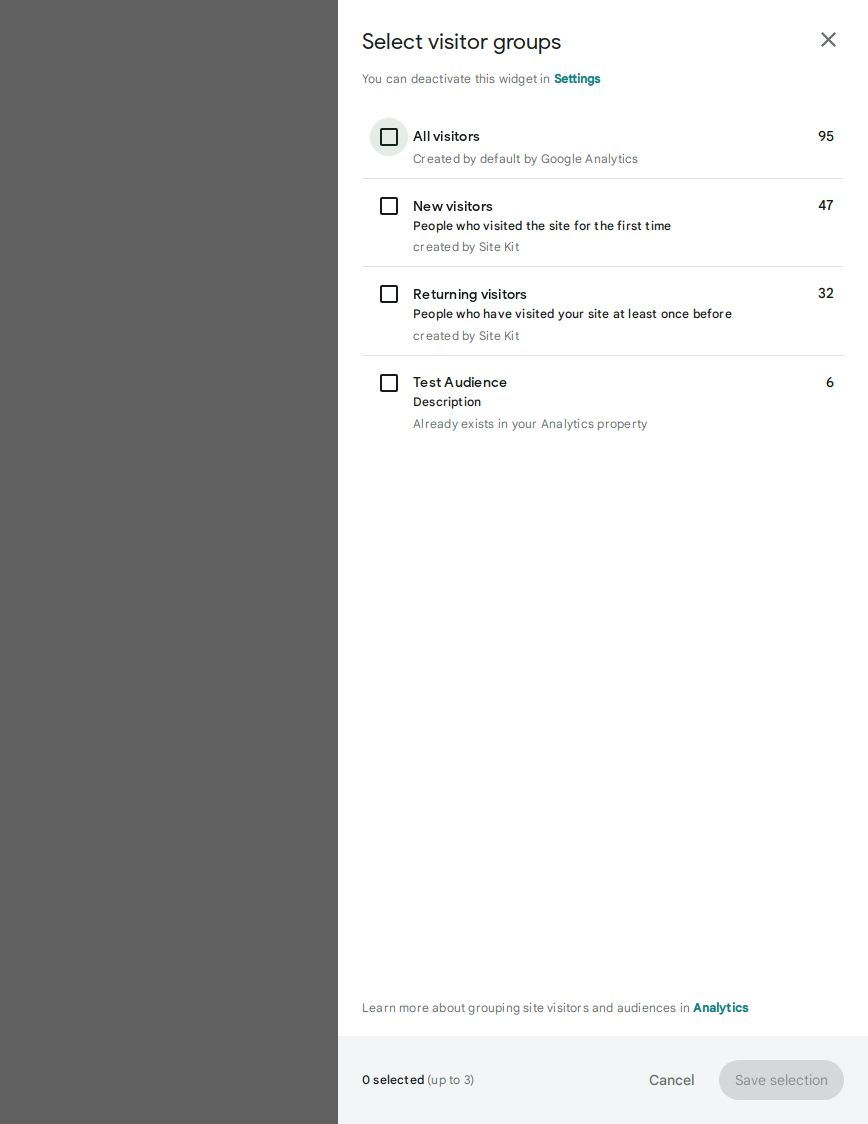 Select visitor groups
You can deactivate this widget in Settings
All visitors 95
Created by default by Google Analytics
New visitors 47
People who visited the site for the first time
created by Site Kit
Returning visitors 32
People who have visited your site at least once before
created by Site Kit
Test Audience 6
Description
Already exists in your Analytics property
Learn more about grouping site visitors and audiences in Analytics
0 selected (up to 3) Cancel Save selection